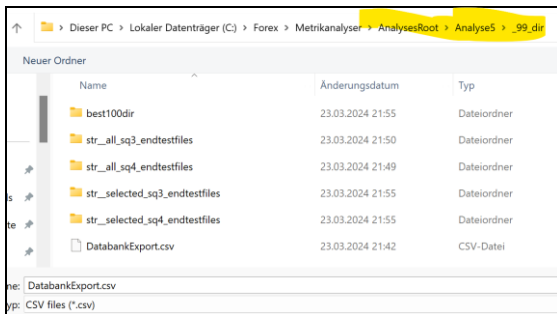 Dieser PC > Lokaler Datenträger (C:) > Forex > Metrikanalyser > AnalysesRoot > Analyse5 > _99_dir
Neuer Ordner
Name Änderungsdatum Typ
best100dir 23.03.2024 21:55 Dateiordner
str__all_sq3_endtestfiles 23.03.2024 21:50 Dateiordner
str__all_sq4_endtestfiles 23.03.2024 21:49 Dateiordner
str__selected_sq3_endtestfiles 23.03.2024 21:55 Dateiordner
str__selected_sq4_endtestfiles 23.03.2024 21:55 Dateiordner
DatabankExport.csv 23.03.2024 21:42 CSV-Datei
ne: DatabankExport.csv
yp: CSV files (*.csv)